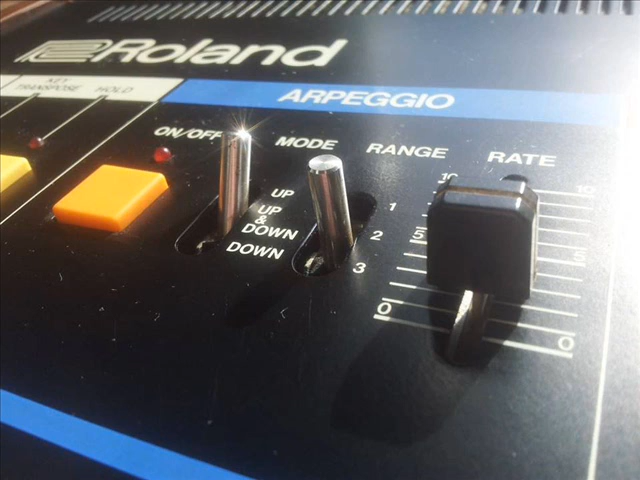 Roland
KEY
TRANSPOSE HOLD
ARPEGGIO
ON/OFF MODE RANGE RATE
UP
UP
&
DOWN
DOWN
1
2
3
10 10
5 5
0 0